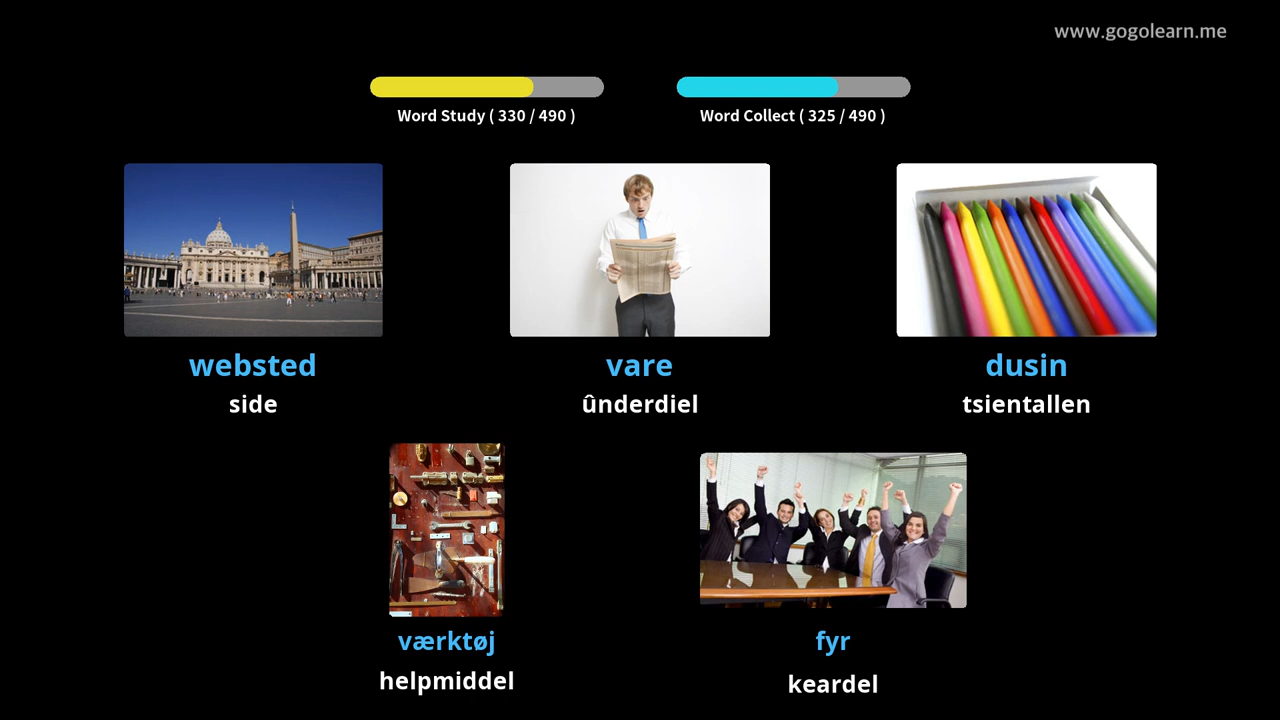 www.gogolearn.me
Word Study ( 330 / 490 )
Word Collect ( 325 / 490 )
websted
vare
dusin
side
ûnderdiel
tsientallen
værktøj
fyr
helpmiddel
keardel